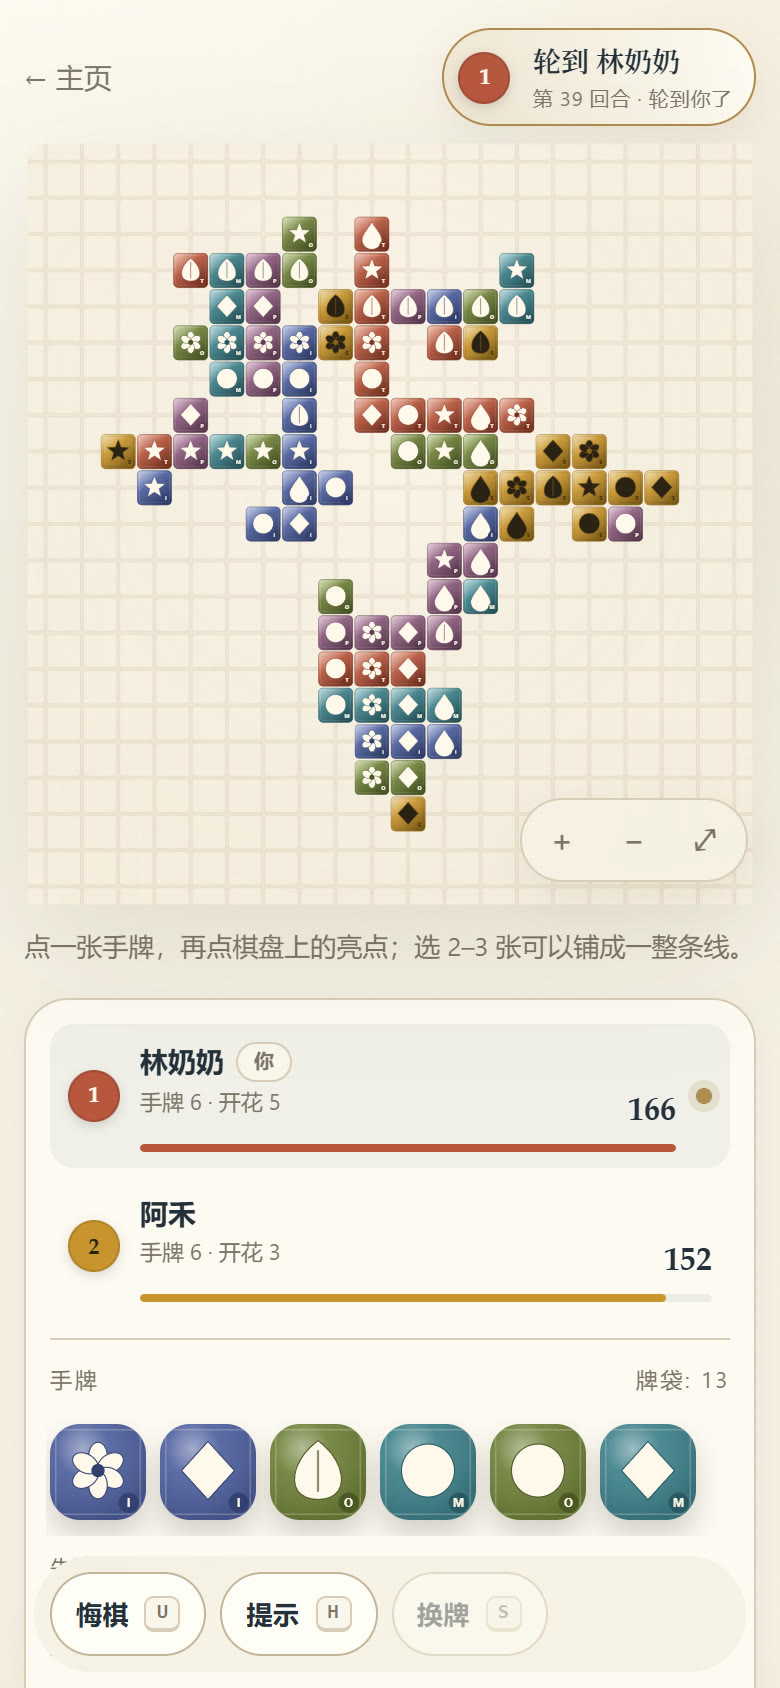 ← 主页
1
轮到 林奶奶
第 39 回合 · 轮到你了
+ −
点一张手牌，再点棋盘上的亮点；选 2–3 张可以铺成一整条线。
1
林奶奶 你
手牌 6 · 开花 5
166
2
阿禾
手牌 6 · 开花 3
152
手牌 牌袋: 13
I I O M O M
悔棋 U 提示 H 换牌 S